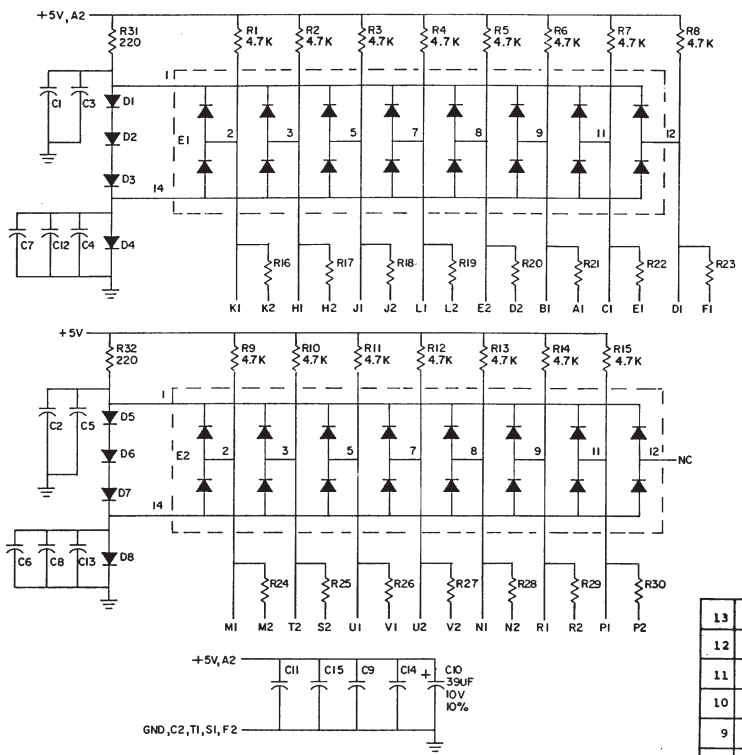 +5V, A2
R31 220
R1 4.7K
R2 4.7K
R3 4.7K
R4 4.7K
R5 4.7K
R6 4.7K
R7 4.7K
R8 4.7K
1
C1 C3 D1
D2
D3
E1 2 3 5 7 8 9 11 12
14
C7 C12 C4 D4
R16 R17 R18 R19 R20 R21 R22 R23
K1 K2 H1 H2 J1 J2 L1 L2 E2 D2 B1 A1 C1 E1 D1 F1
+5V
R32 220
R9 4.7K
R10 4.7K
R11 4.7K
R12 4.7K
R13 4.7K
R14 4.7K
R15 4.7K
1
C2 C5 D5
D6
D7
E2 2 3 5 7 8 9 11 12 NC
14
C6 C8 C13 D8
R24 R25 R26 R27 R28 R29 R30
M1 M2 T2 S2 U1 V1 U2 V2 N1 N2 R1 R2 P1 P2
+5V, A2
C11 C15 C9 C14 + C10
39UF
10V
10%
GND, C2, T1, S1, F2
13
12
11
10
9